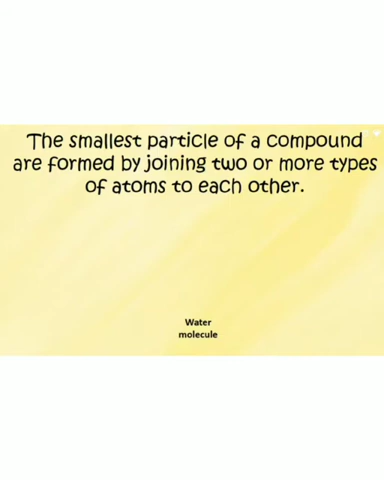 The smallest particle of a compound
are formed by joining two or more types
of atoms to each other.
Water
molecule